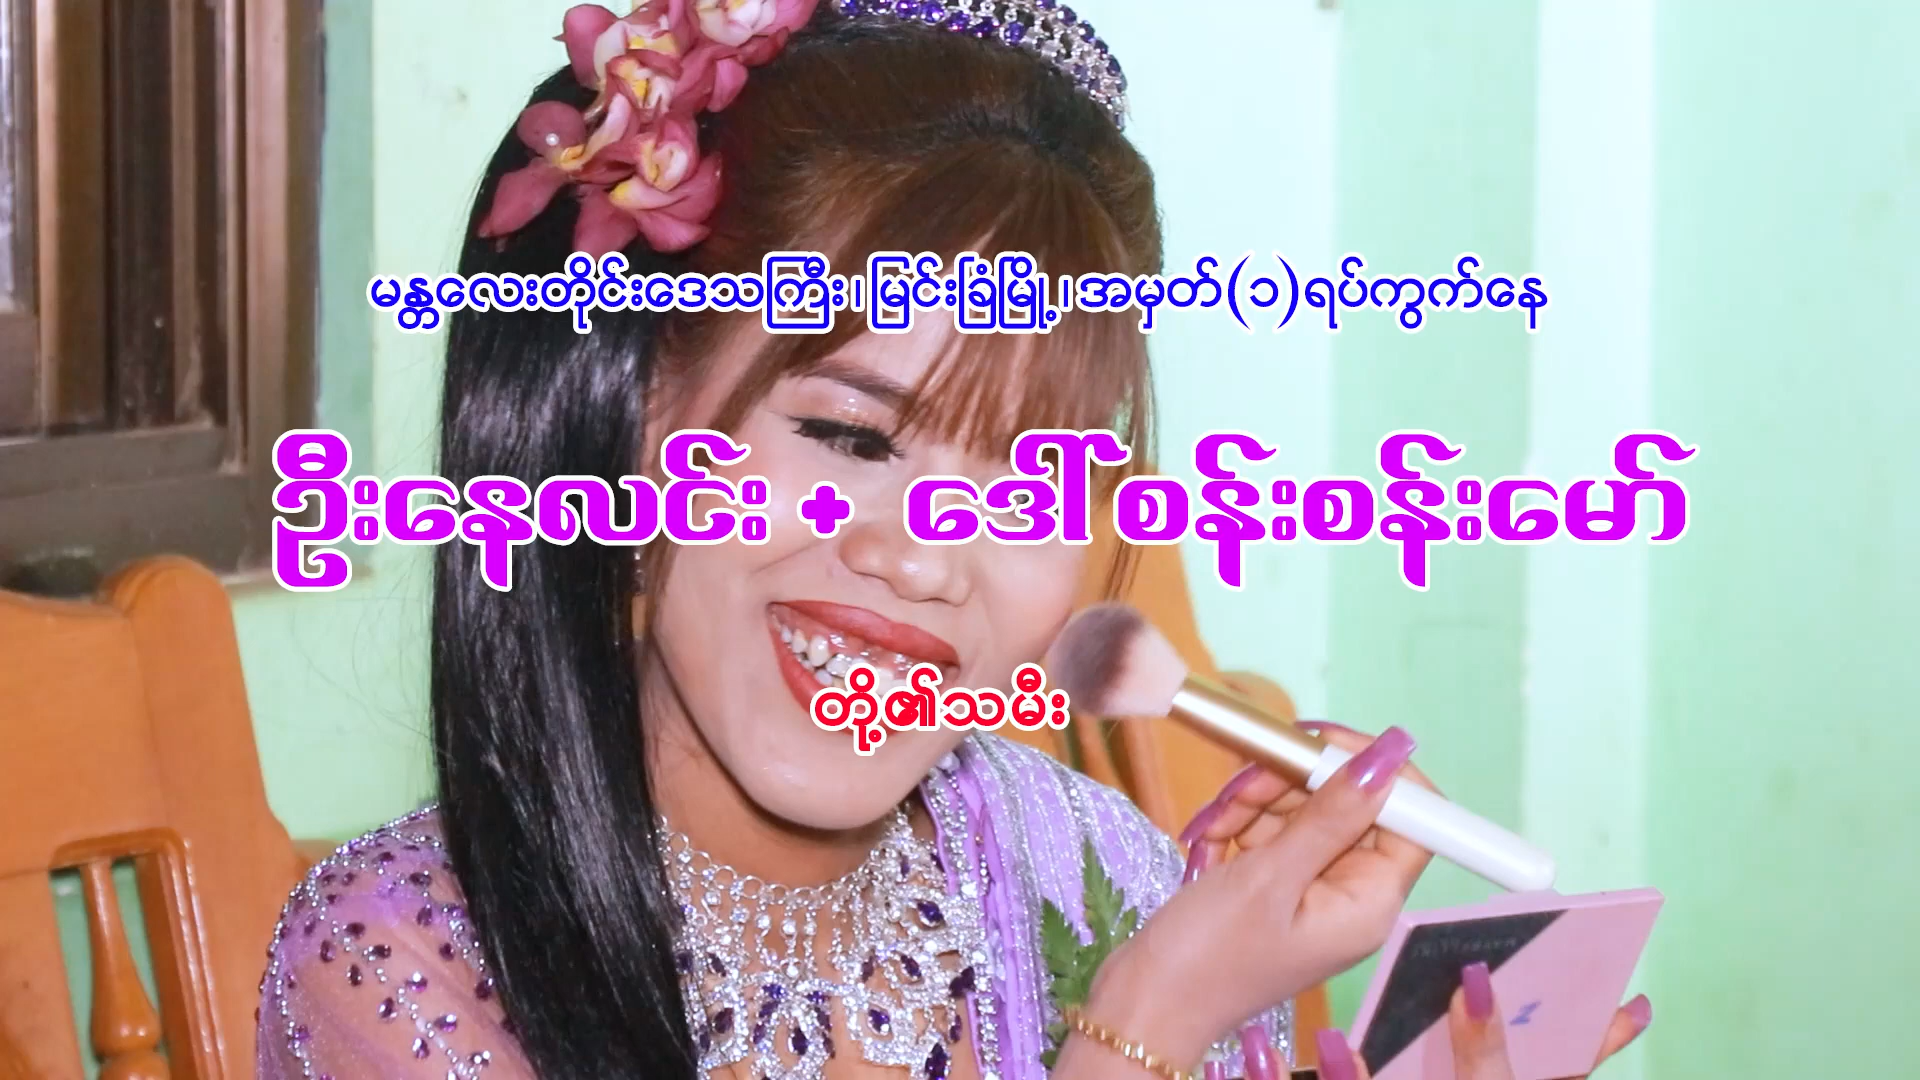 မန္တလေးတိုင်းဒေသကြီး၊မြင်းခြံမြို့၊အမှတ်(၁)ရပ်ကွက်နေ
ဦးနေလင်း + ဒေါ်စန်းစန်းမော်
တို့၏သမီး